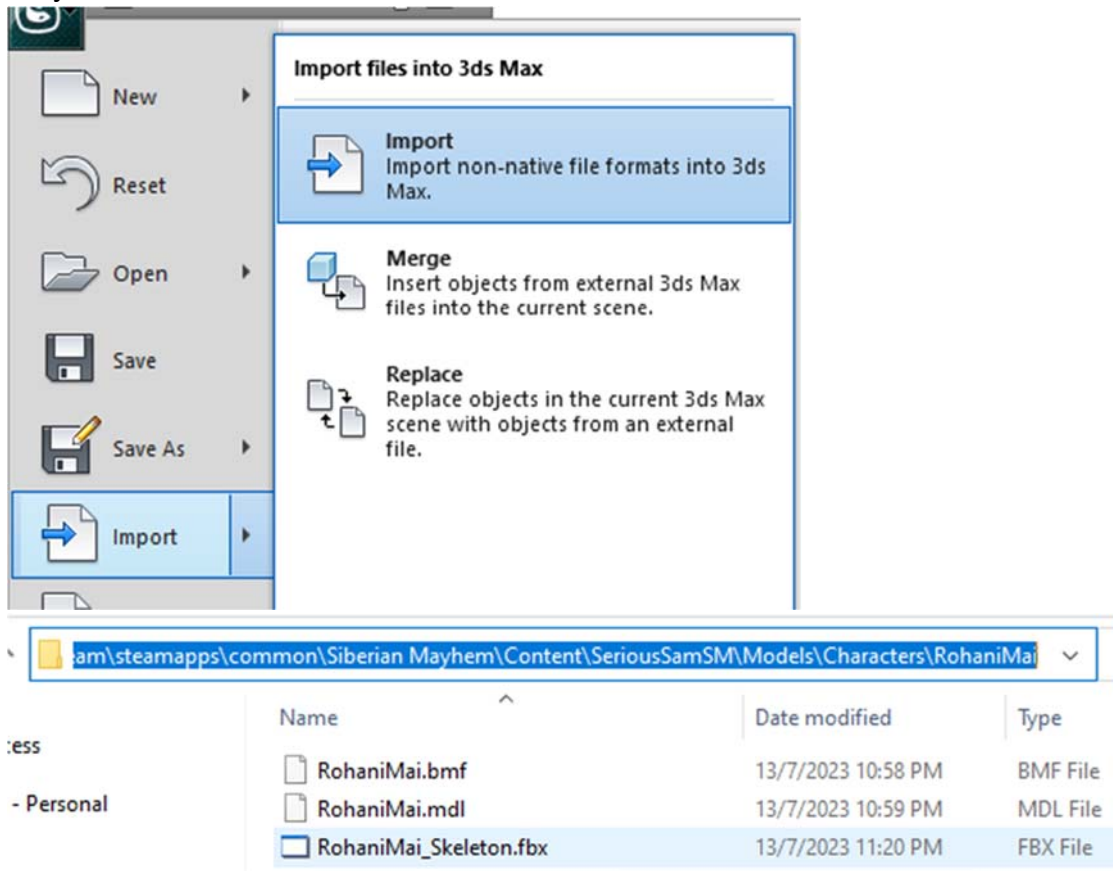 Import files into 3ds Max
New
Import
Import non-native file formats into 3ds
Max.
Reset
Merge
Insert objects from external 3ds Max
files into the current scene.
Open
Save
Replace
Replace objects in the current 3ds Max
scene with objects from an external
file.
Save As
Import
am\steamapps\common\Siberian Mayhem\Content\SeriousSamSM\Models\Characters\RohaniMai
Name Date modified Type
RohaniMai.bmf 13/7/2023 10:58 PM BMF File
- Personal RohaniMai.mdl 13/7/2023 10:59 PM MDL File
RohaniMai_Skeleton.fbx 13/7/2023 11:20 PM FBX File